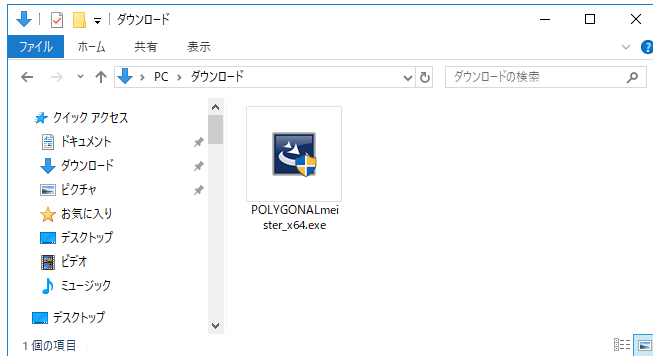 ダウンロード
ファイル ホーム 共有 表示
PC ダウンロード ダウンロードの検索
クイック アクセス
ドキュメント
ダウンロード
ピクチャ
お気に入り
デスクトップ
ビデオ
ミュージック
デスクトップ
POLYGONALmei
ster_x64.exe
1 個の項目